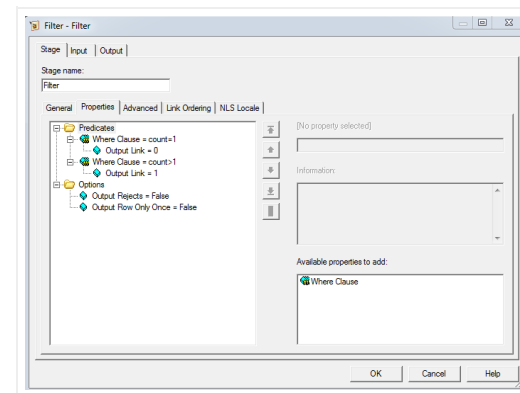 Filter - Filter
Stage Input Output
Stage name:
Filter
General Properties Advanced Link Ordering NLS Locale
Predicates
Where Clause = count=1
Output Link = 0
Where Clause = count>1
Output Link = 1
Options
Output Rejects = False
Output Row Only Once = False
[No property selected]
Information:
Available properties to add:
Where Clause
OK Cancel Help